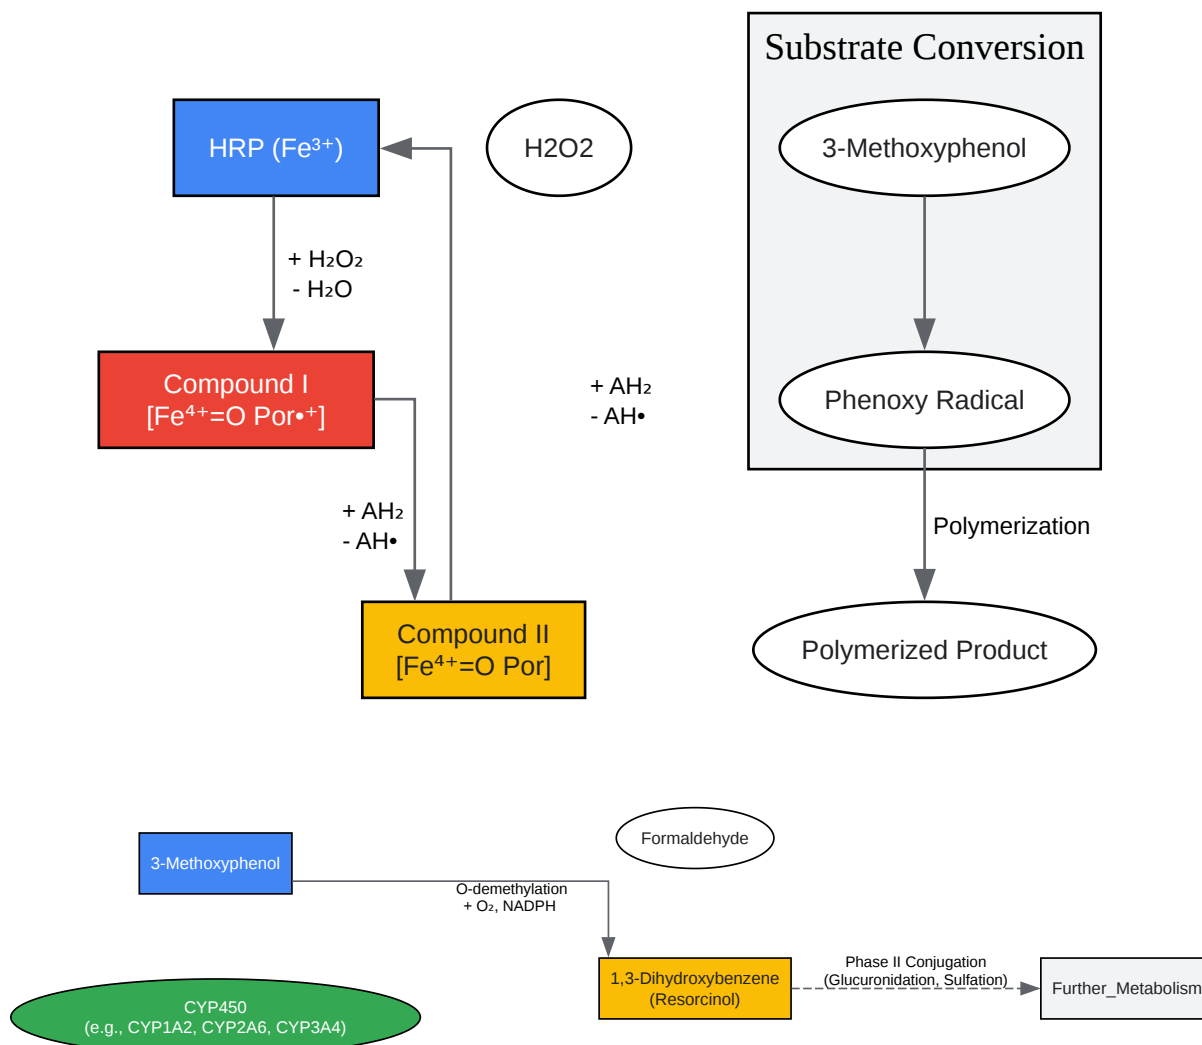 Substrate Conversion
HRP (Fe³⁺)
H2O2
3-Methoxyphenol
+ H₂O₂
- H₂O
Compound I
[Fe⁴⁺=O Por•⁺]
+ AH₂
- AH•
Phenoxy Radical
+ AH₂
- AH•
Polymerization
Compound II
[Fe⁴⁺=O Por]
Polymerized Product
Formaldehyde
3-Methoxyphenol
O-demethylation
+ O₂, NADPH
1,3-Dihydroxybenzene
(Resorcinol)
Phase II Conjugation
(Glucuronidation, Sulfation)
Further_Metabolism
CYP450
(e.g., CYP1A2, CYP2A6, CYP3A4)